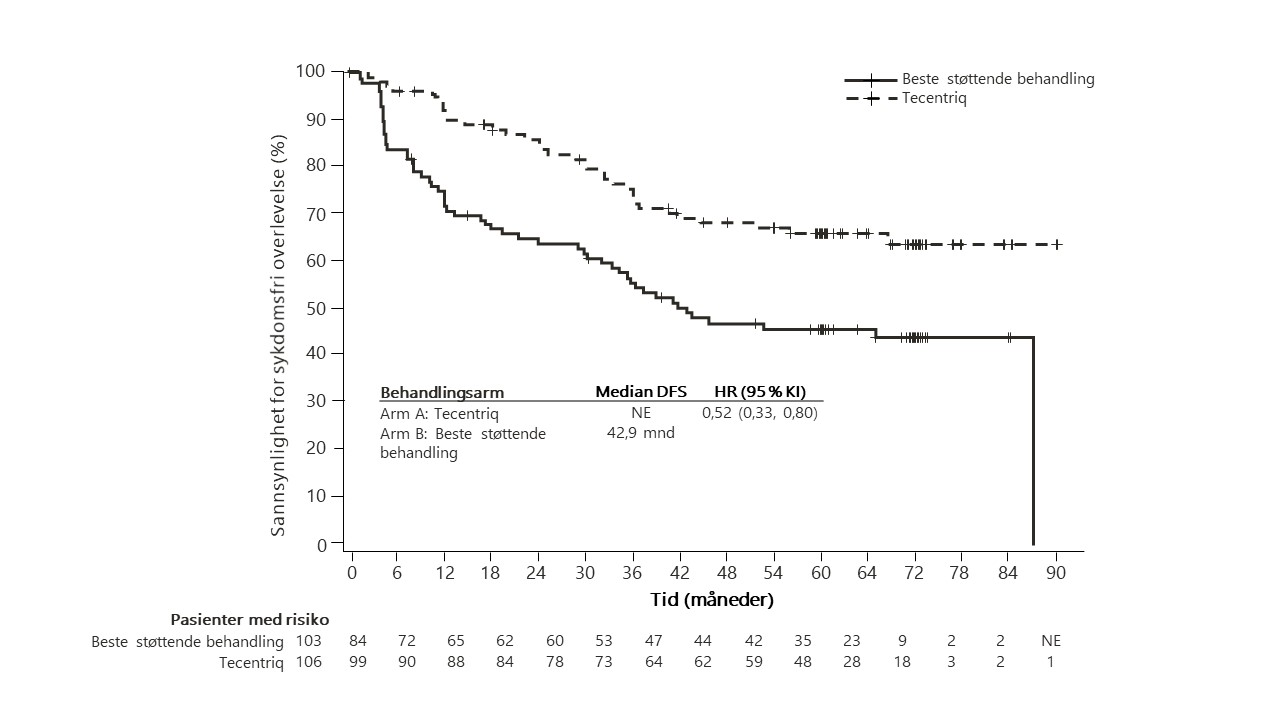 Beste støttende behandling
Tecentriq
Sannsynlighet for sykdomsfri overlevelse (%)
100
90
80
70
60
50
40
30
20
10
0
Behandlingsarm Median DFS HR (95 % KI)
Arm A: Tecentriq NE 0,52 (0,33, 0,80)
Arm B: Beste støttende 42,9 mnd
behandling
0 6 12 18 24 30 36 42 48 54 60 64 72 78 84 90
Tid (måneder)
Pasienter med risiko
Beste støttende behandling 103 84 72 65 62 60 53 47 44 42 35 23 9 2 2 NE
Tecentriq 106 99 90 88 84 78 73 64 62 59 48 28 18 3 2 1